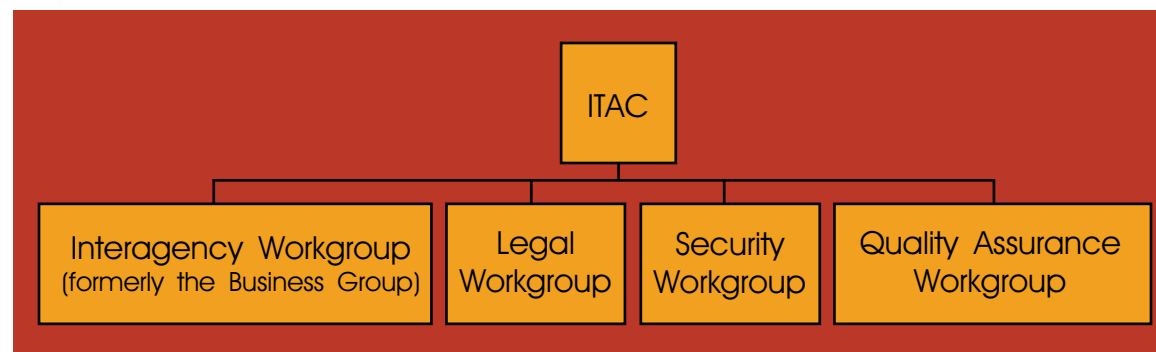 ITAC
Interagency Workgroup
(formerly the Business Group)
Legal
Workgroup
Security
Workgroup
Quality Assurance
Workgroup